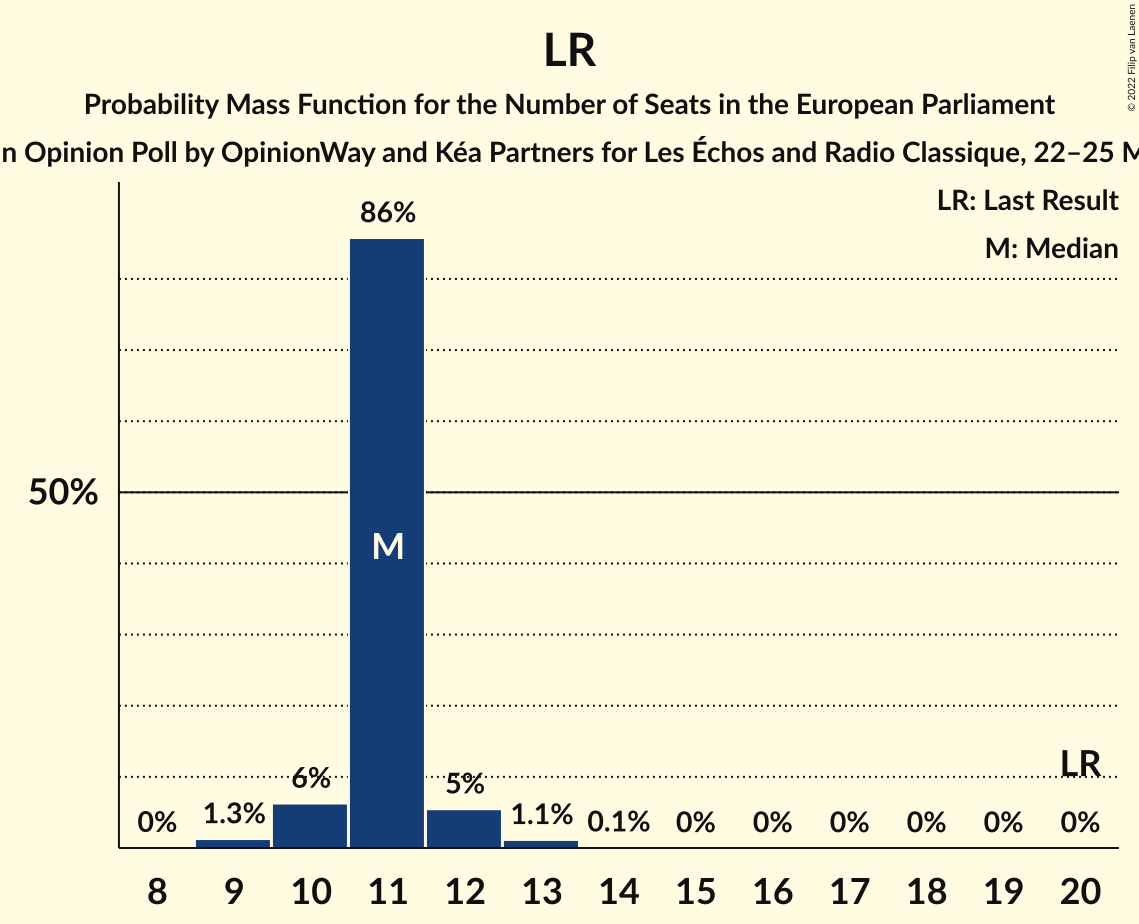 LR
Probability Mass Function for the Number of Seats in the European Parliament
n Opinion Poll by OpinionWay and Kéa Partners for Les Échos and Radio Classique, 22–25 M
© 2022 Filip van Laenen
LR: Last Result
M: Median
86%
50%
M
LR
0%
1.3%
6%
5%
1.1%
0.1%
0%
0%
0%
0%
0%
0%
8 9 10 11 12 13 14 15 16 17 18 19 20